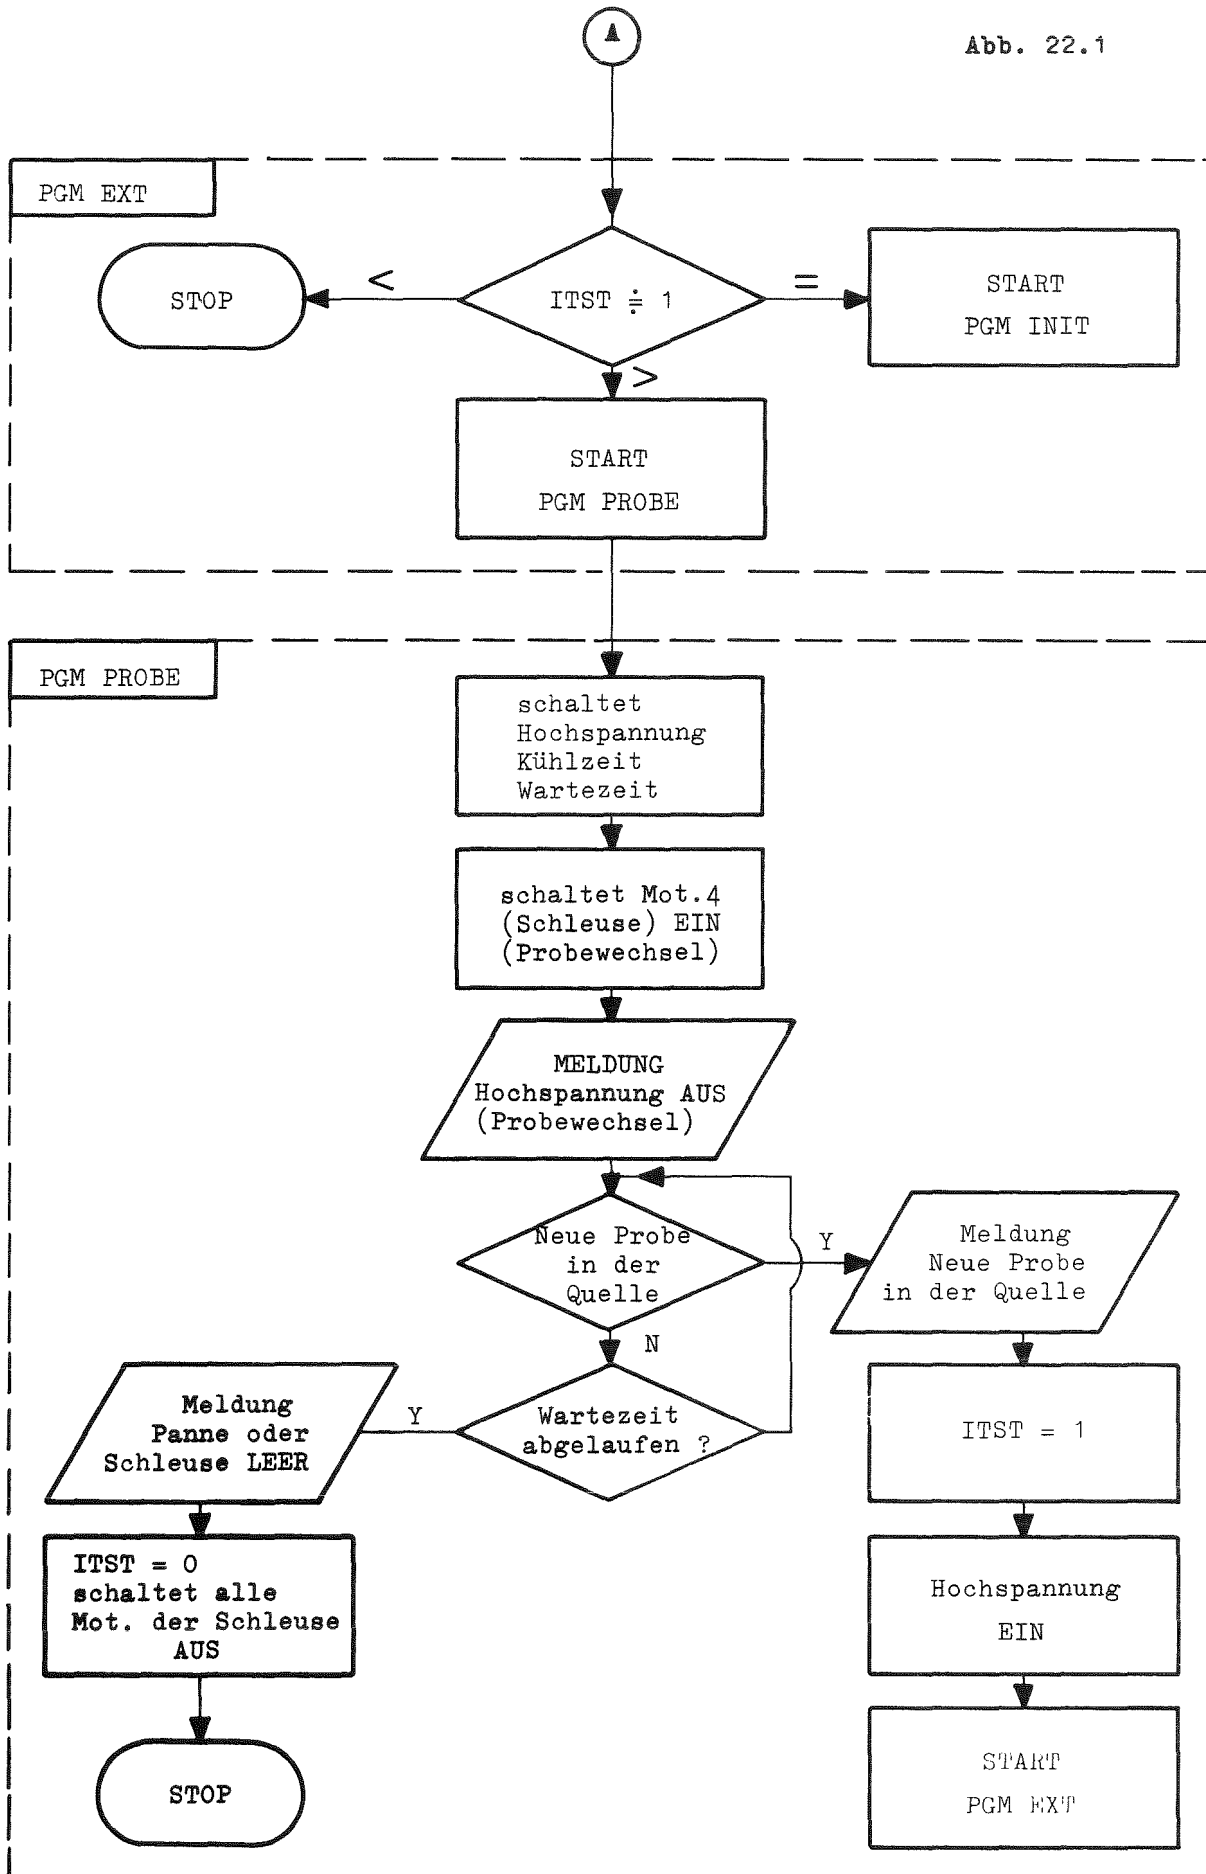 A
Abb. 22.1
PGM EXT
STOP
<
ITST ≑ 1
=
START
PGM INIT
>
START
PGM PROBE
PGM PROBE
schaltet
Hochspannung
Kühlzeit
Wartezeit
schaltet Mot.4
(Schleuse) EIN
(Probewechsel)
MELDUNG
Hochspannung AUS
(Probewechsel)
Neue Probe
in der
Quelle
Y
Meldung
Neue Probe
in der Quelle
N
Wartezeit
abgelaufen ?
Y
Meldung
Panne oder
Schleuse LEER
ITST = 1
ITST = 0
schaltet alle
Mot. der Schleuse
AUS
Hochspannung
EIN
STOP
START
PGM EXT